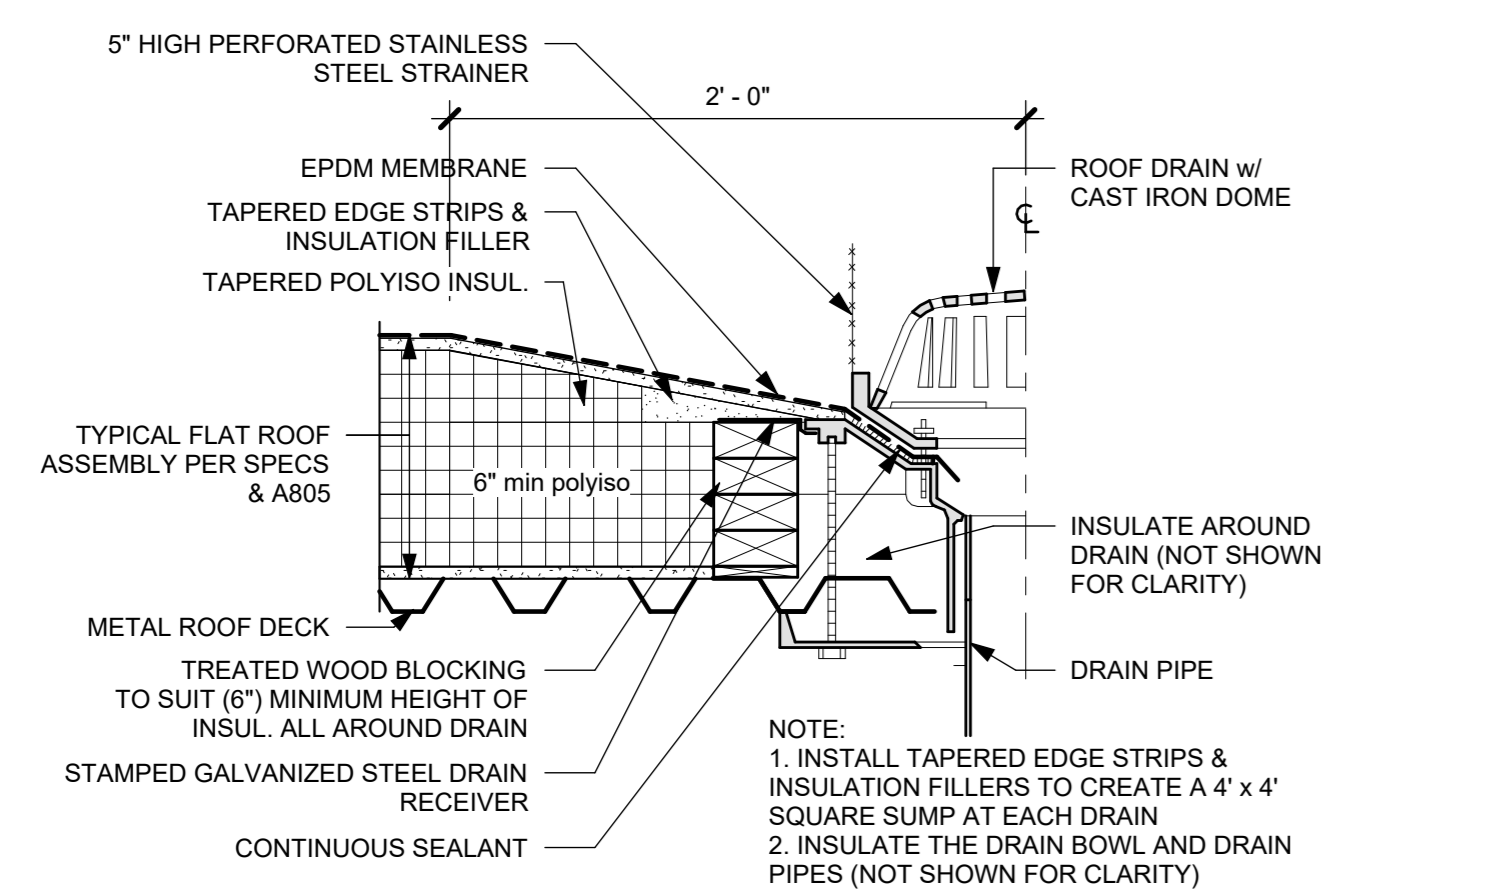 5" HIGH PERFORATED STAINLESS
STEEL STRAINER
2' - 0"
EPDM MEMBRANE
TAPERED EDGE STRIPS &
INSULATION FILLER
TAPERED POLYISO INSUL.
ROOF DRAIN w/
CAST IRON DOME
℄
TYPICAL FLAT ROOF
ASSEMBLY PER SPECS
& A805
6" min polyiso
INSULATE AROUND
DRAIN (NOT SHOWN
FOR CLARITY)
METAL ROOF DECK
TREATED WOOD BLOCKING
TO SUIT (6") MINIMUM HEIGHT OF
INSUL. ALL AROUND DRAIN
DRAIN PIPE
STAMPED GALVANIZED STEEL DRAIN
RECEIVER
CONTINUOUS SEALANT
NOTE:
1. INSTALL TAPERED EDGE STRIPS &
INSULATION FILLERS TO CREATE A 4' x 4'
SQUARE SUMP AT EACH DRAIN
2. INSULATE THE DRAIN BOWL AND DRAIN
PIPES (NOT SHOWN FOR CLARITY)